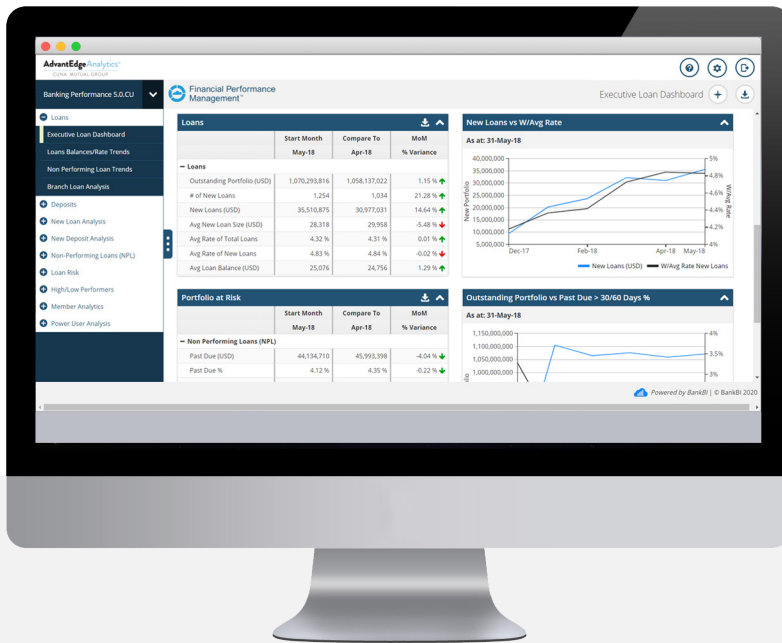 AdvantEdge Analytics™
CUNA MUTUAL GROUP
Banking Performance 5.0.CU
Financial Performance
Management™
Executive Loan Dashboard
Loans
Executive Loan Dashboard
Loans Balances/Rate Trends
Non Performing Loan Trends
Branch Loan Analysis
Deposits
New Loan Analysis
New Deposit Analysis
Non-Performing Loans (NPL)
Loan Risk
High/Low Performers
Member Analytics
Power User Analysis
Loans
Start Month Compare To MoM
May-18 Apr-18 % Variance
Loans
Outstanding Portfolio (USD) 1,070,293,816 1,058,137,022 1.15 %
# of New Loans 1,254 1,034 21.28 %
New Loans (USD) 35,510,875 30,977,031 14.64 %
Avg New Loan Size (USD) 28,318 29,958 -5.48 %
Avg Rate of Total Loans 4.32 % 4.31 % 0.01 %
Avg Rate of New Loans 4.83 % 4.84 % -0.02 %
Avg Loan Balance (USD) 25,076 24,756 1.29 %
New Loans vs W/Avg Rate
As at: 31-May-18
40,000,000 5%
35,000,000 4.8%
30,000,000
25,000,000 4.6%
20,000,000 4.4%
15,000,000
10,000,000 4.2%
5,000,000 4%
New Portfolio
W/Avg Rate
Dec-17 Feb-18 Apr-18 May-18
New Loans (USD) W/Avg Rate New Loans
Portfolio at Risk
Start Month Compare To MoM
May-18 Apr-18 % Variance
Non Performing Loans (NPL)
Past Due (USD) 44,134,710 45,993,398 -4.04 %
Past Due % 4.12 % 4.35 % -0.22 %
Outstanding Portfolio vs Past Due > 30/60 Days %
As at: 31-May-18
1,150,000,000 4%
1,100,000,000
1,050,000,000 3.5%
1,000,000,000 3%
Powered by BankBI | © BankBI 2020